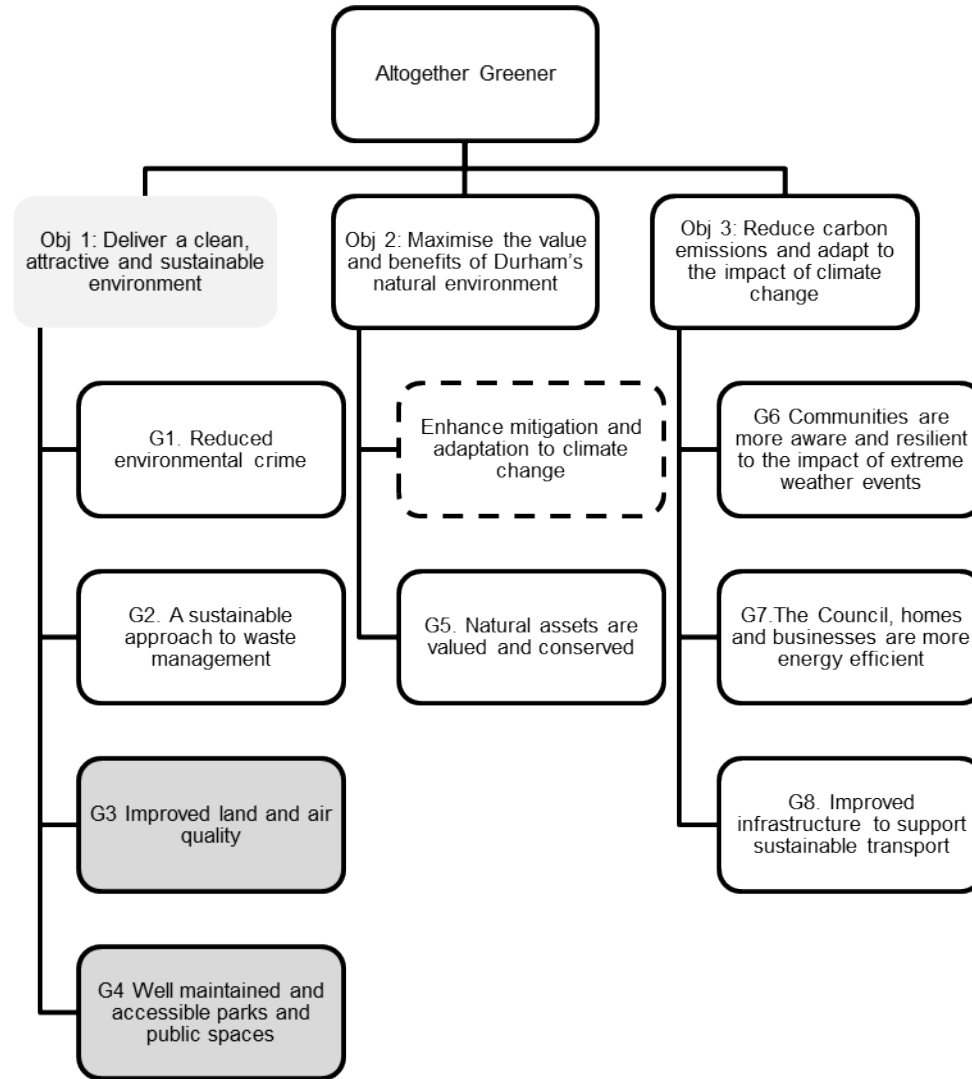 Altogether Greener
Obj 1: Deliver a clean,
attractive and sustainable
environment
Obj 2: Maximise the value
and benefits of Durham's
natural environment
Obj 3: Reduce carbon
emissions and adapt to
the impact of climate
change
G1. Reduced
environmental crime
Enhance mitigation and
adaptation to climate
change
G6 Communities are
more aware and resilient
to the impact of extreme
weather events
G2. A sustainable
approach to waste
management
G5. Natural assets are
valued and conserved
G7.The Council, homes
and businesses are more
energy efficient
G3 Improved land and air
quality
G8. Improved
infrastructure to support
sustainable transport
G4 Well maintained and
accessible parks and
public spaces